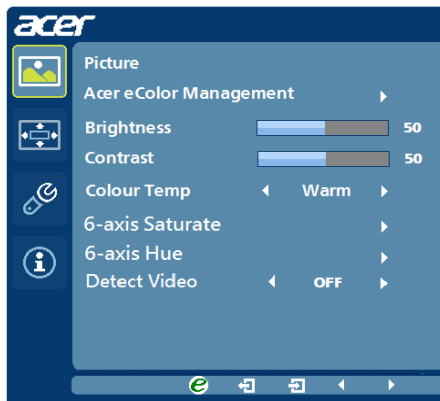 acer
Picture
Acer eColor Management
Brightness 50
Contrast 50
Colour Temp Warm
6-axis Saturate
6-axis Hue
Detect Video OFF
e